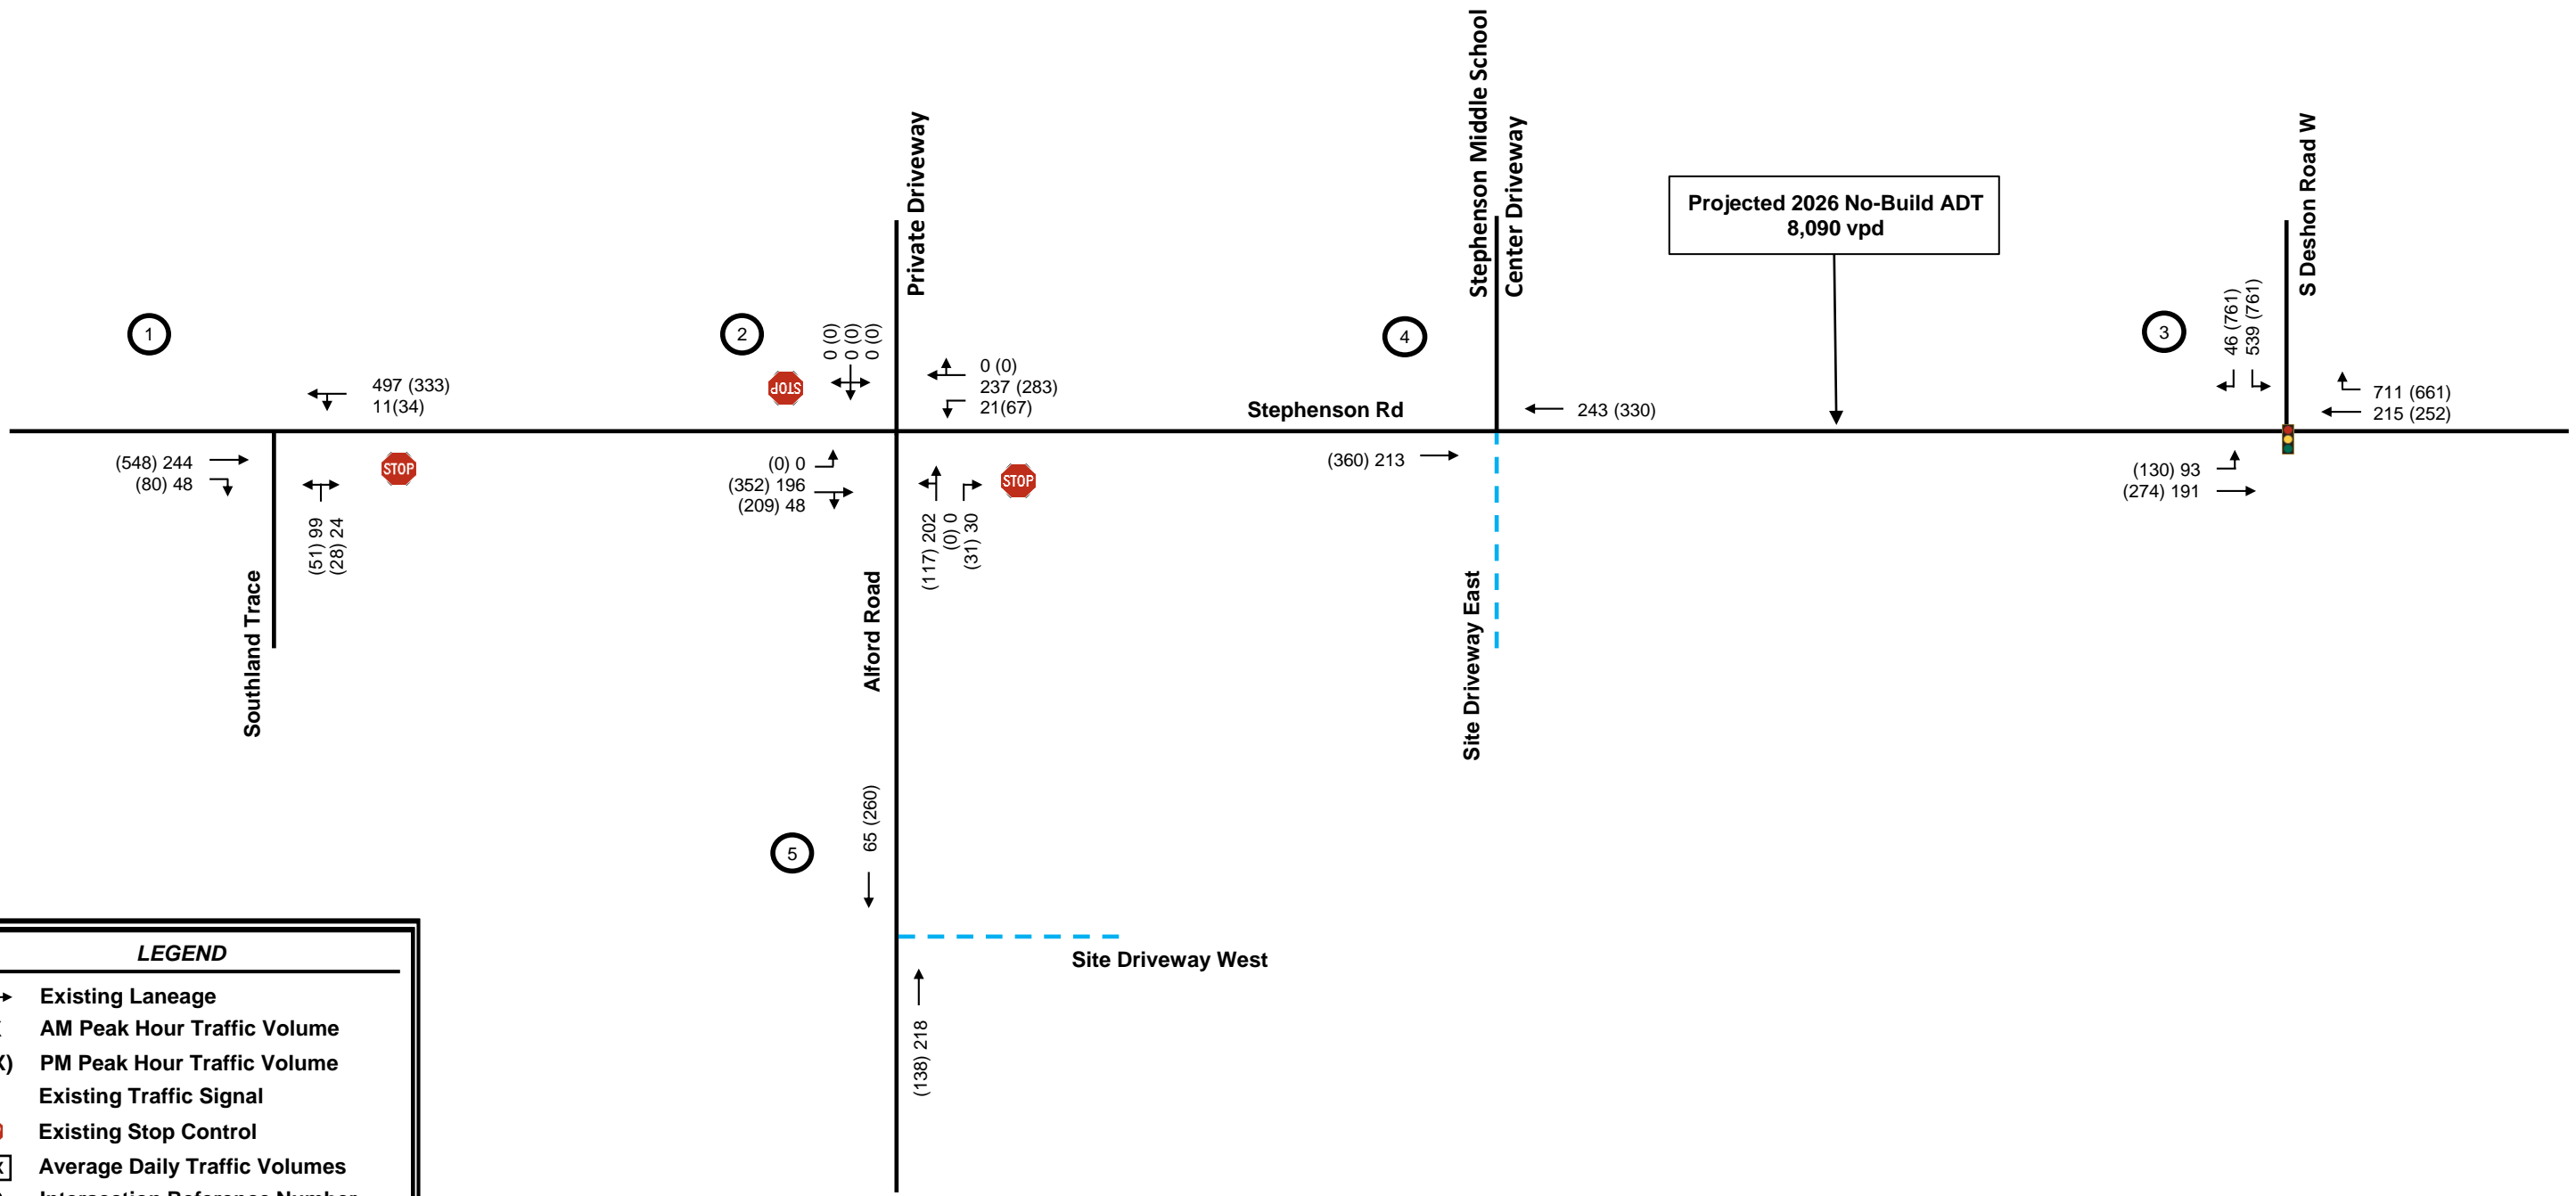 Stephenson Middle School
Center Driveway
Private Driveway
S Deshon Road W
Projected 2026 No-Build ADT
8,090 vpd
1
2
4
3
497 (333)
11(34)
STOP
0 (0)
0 (0)
0 (0)
0 (0)
237 (283)
21(67)
Stephenson Rd
243 (330)
46 (761)
539 (761)
711 (661)
215 (252)
(548) 244
(80) 48
STOP
(51) 99
(28) 24
Southland Trace
(0) 0
(352) 196
(209) 48
STOP
(117) 202
(0) 0
(31) 30
Alford Road
(360) 213
Site Driveway East
(130) 93
(274) 191
65 (260)
5
Site Driveway West
(138) 218
LEGEND
Existing Laneage
AM Peak Hour Traffic Volume
X) PM Peak Hour Traffic Volume
Existing Traffic Signal
Existing Stop Control
Average Daily Traffic Volumes
Intersection Reference Number